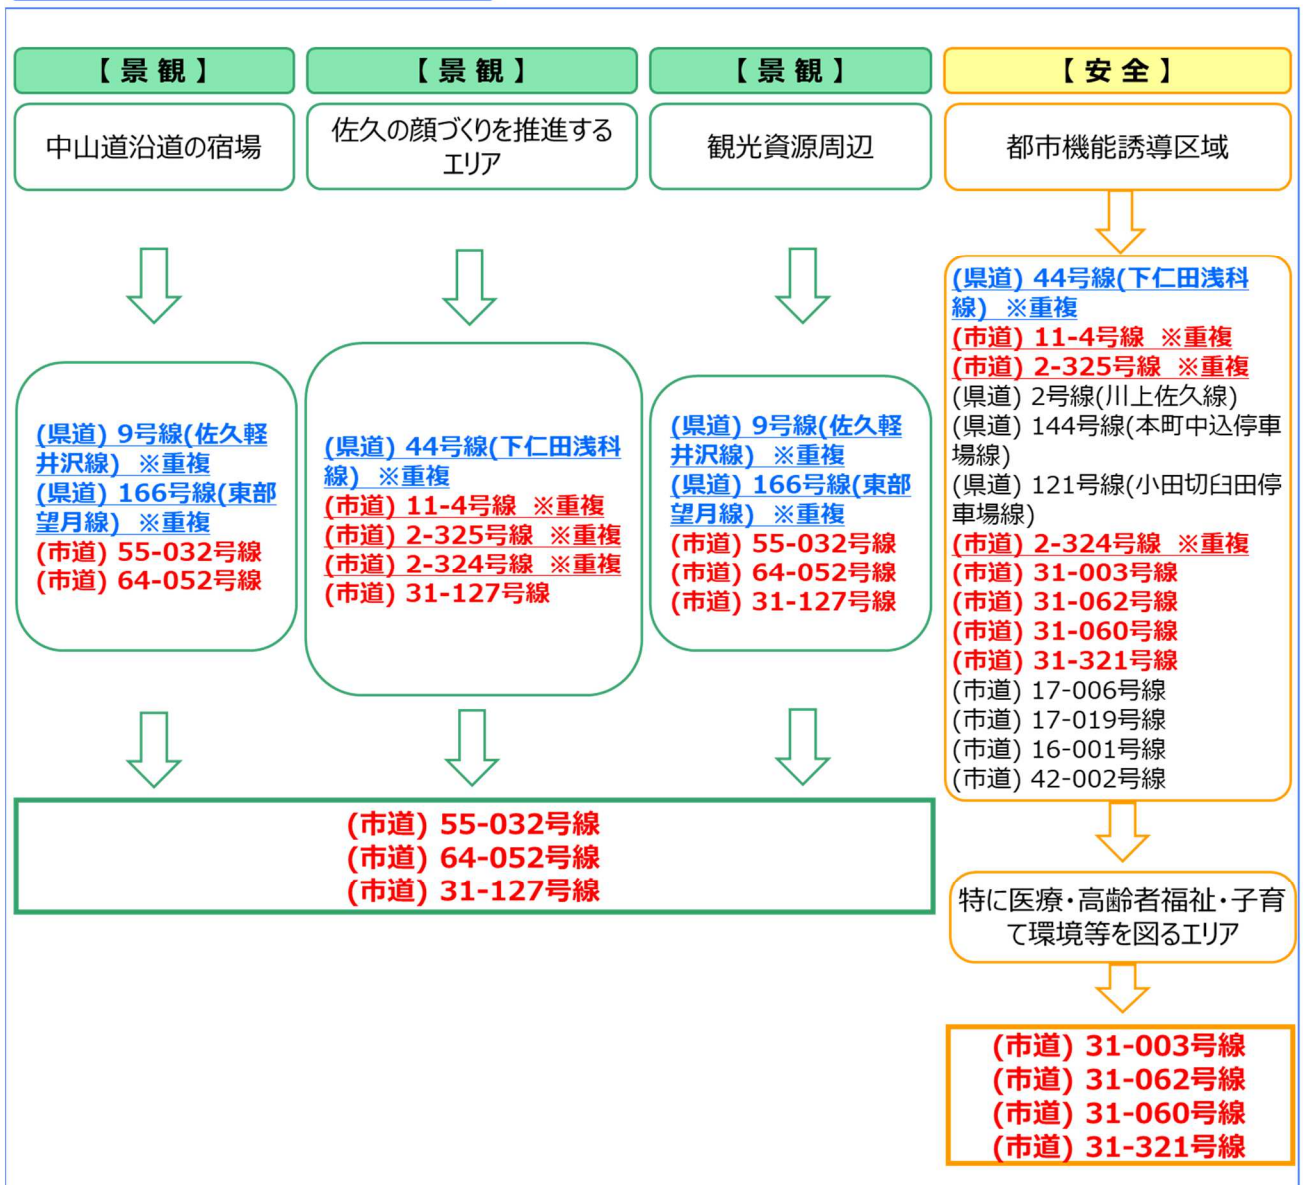 【 景 観 】
中山道沿道の宿場
(県道) 9号線(佐久軽
井沢線) ※重複
(県道) 166号線(東部
望月線) ※重複
(市道) 55-032号線
(市道) 64-052号線
【 景 観 】
佐久の顔づくりを推進する
エリア
(県道) 44号線(下仁田浅科
線) ※重複
(市道) 11-4号線 ※重複
(市道) 2-325号線 ※重複
(市道) 2-324号線 ※重複
(市道) 31-127号線
【 景 観 】
観光資源周辺
(県道) 9号線(佐久軽
井沢線) ※重複
(県道) 166号線(東部
望月線) ※重複
(市道) 55-032号線
(市道) 64-052号線
(市道) 31-127号線
(市道) 55-032号線
(市道) 64-052号線
(市道) 31-127号線
【 安 全 】
都市機能誘導区域
(県道) 44号線(下仁田浅科
線) ※重複
(市道) 11-4号線 ※重複
(市道) 2-325号線 ※重複
(県道) 2号線(川上佐久線)
(県道) 144号線(本町中込停車
場線)
(県道) 121号線(小田切臼田停
車場線)
(市道) 2-324号線 ※重複
(市道) 31-003号線
(市道) 31-062号線
(市道) 31-060号線
(市道) 31-321号線
(市道) 17-006号線
(市道) 17-019号線
(市道) 16-001号線
(市道) 42-002号線
特に医療・高齢者福祉・子育
て環境等を図るエリア
(市道) 31-003号線
(市道) 31-062号線
(市道) 31-060号線
(市道) 31-321号線